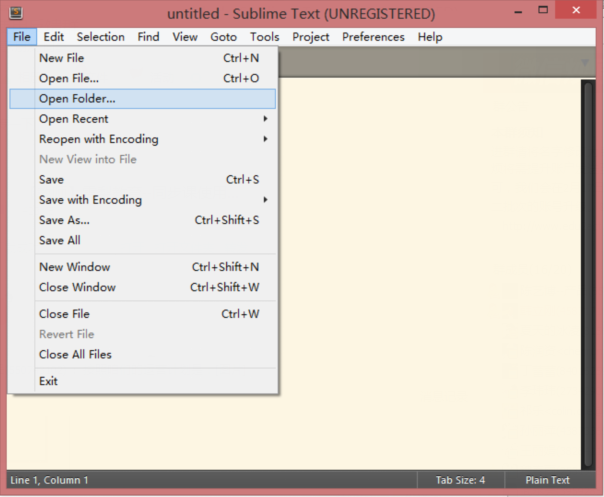 untitled - Sublime Text (UNREGISTERED)
File Edit Selection Find View Goto Tools Project Preferences Help
New File Ctrl+N
Open File... Ctrl+O
Open Folder...
Open Recent
Reopen with Encoding
New View into File
Save Ctrl+S
Save with Encoding
Save As... Ctrl+Shift+S
Save All
New Window Ctrl+Shift+N
Close Window Ctrl+Shift+W
Close File Ctrl+W
Revert File
Close All Files
Exit
Line 1, Column 1 Tab Size: 4 Plain Text